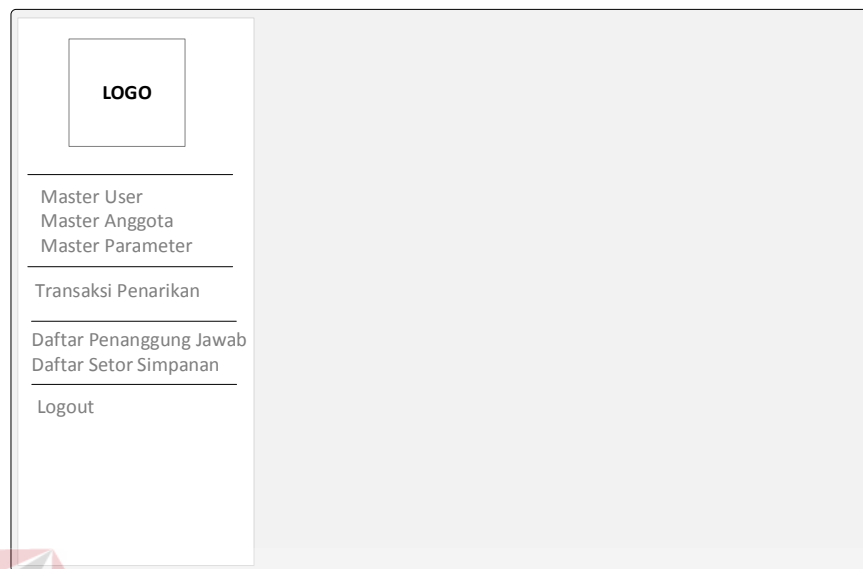 LOGO
Master User
Master Anggota
Master Parameter
Transaksi Penarikan
Daftar Penanggung Jawab
Daftar Setor Simpanan
Logout